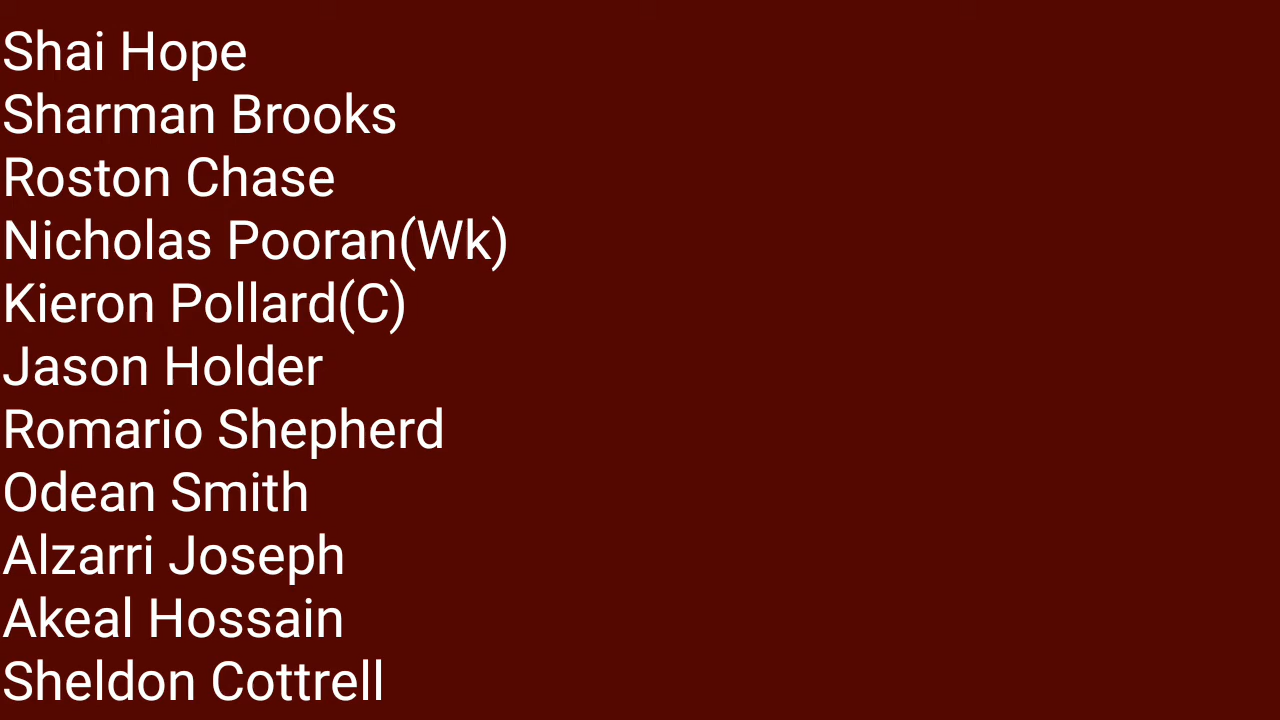 Shai Hope
Sharman Brooks
Roston Chase
Nicholas Pooran(Wk)
Kieron Pollard(C)
Jason Holder
Romario Shepherd
Odean Smith
Alzarri Joseph
Akeal Hossain
Sheldon Cottrell